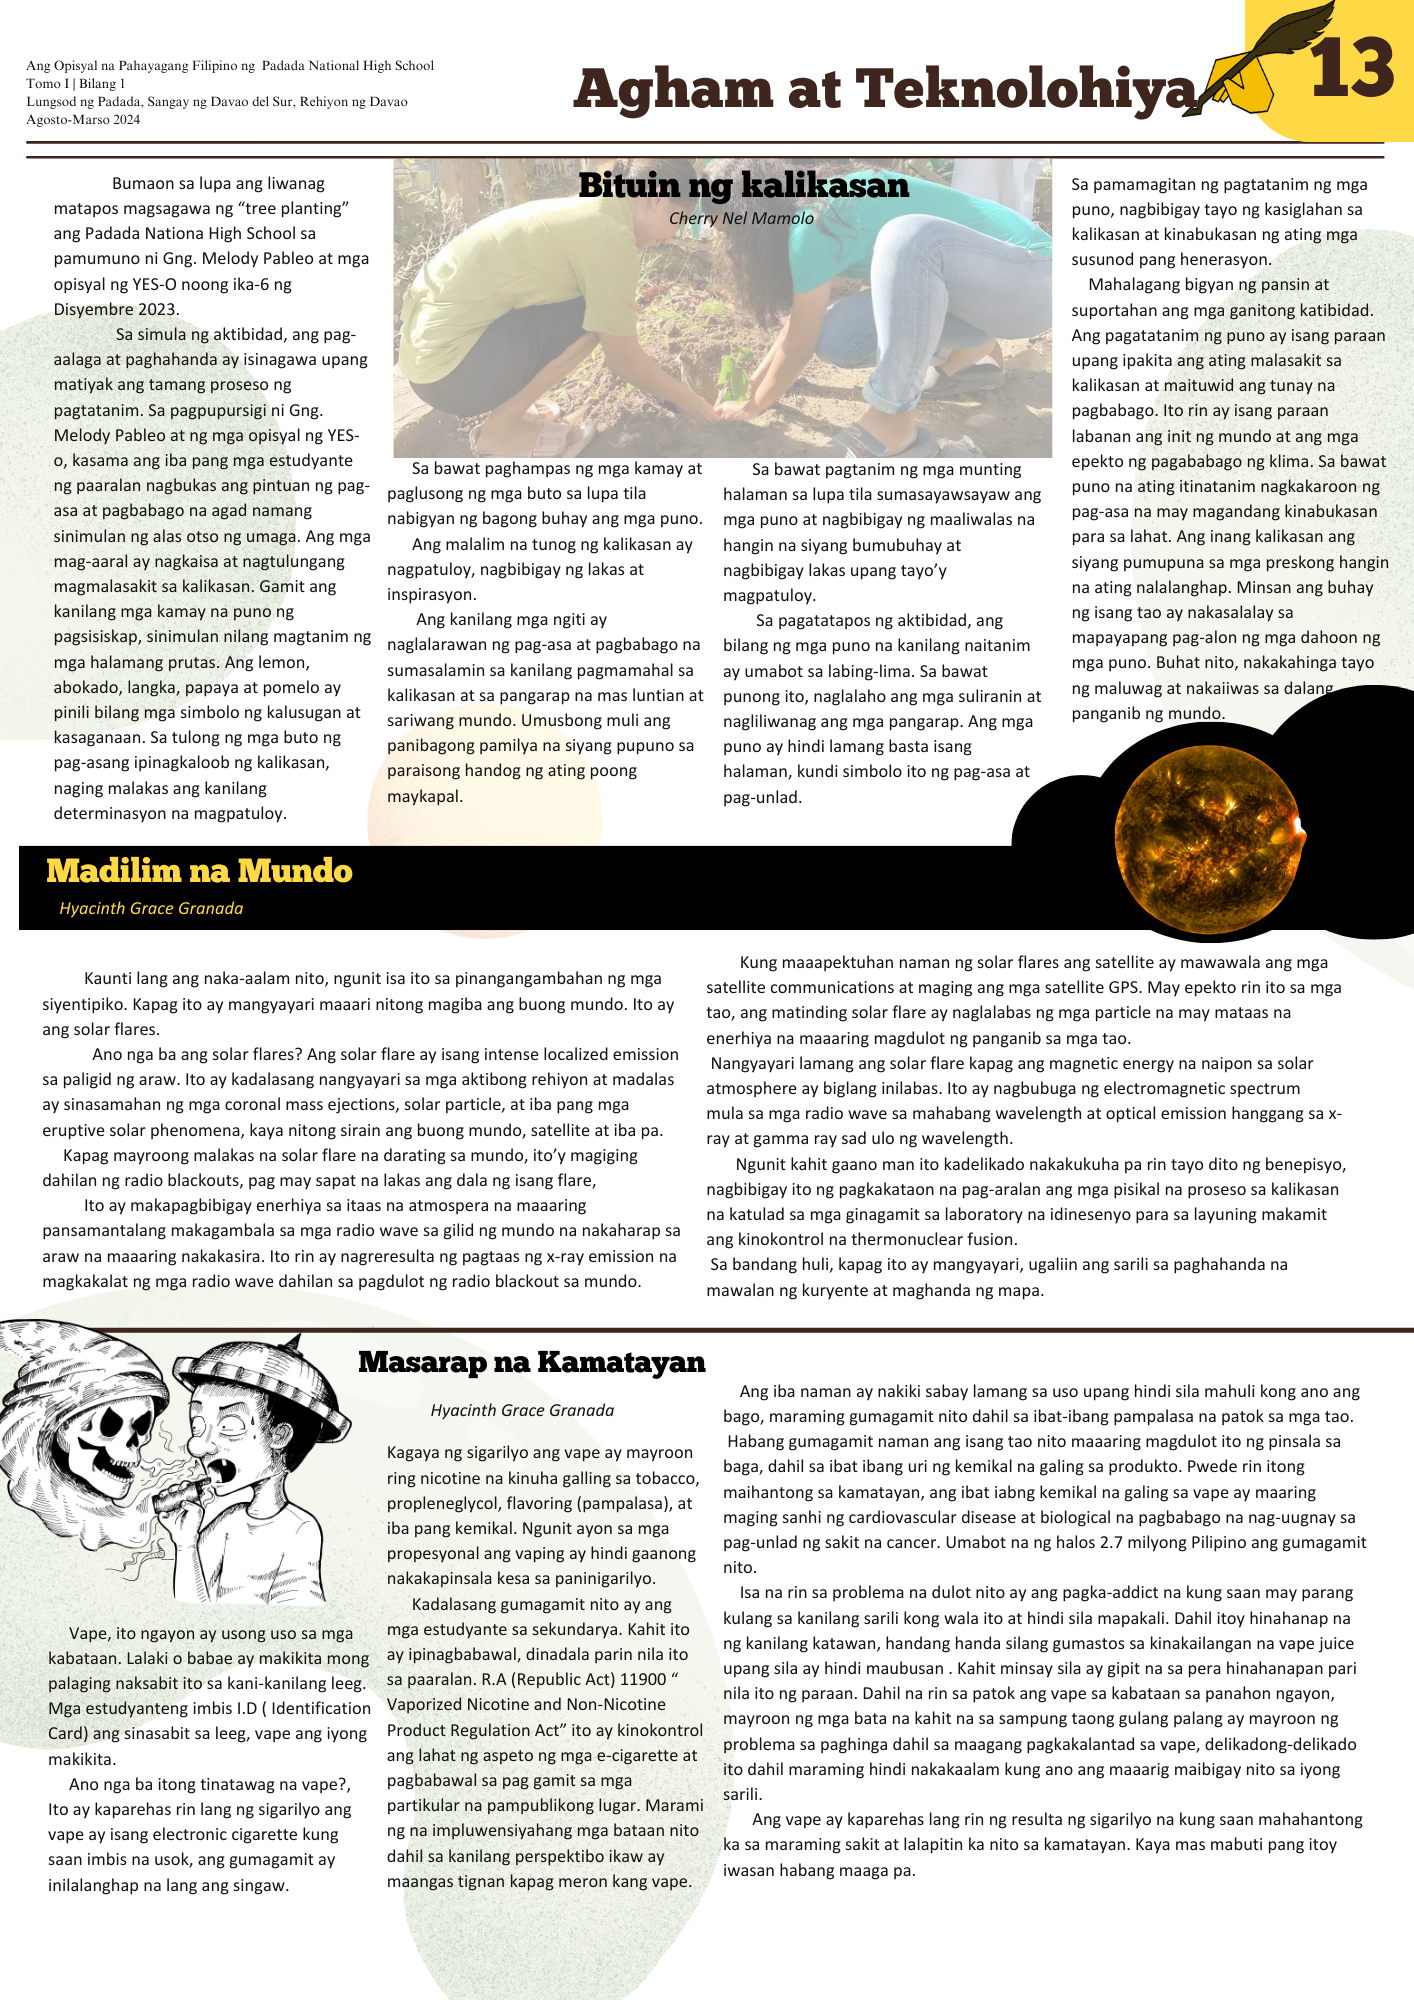 Ang Opisyal na Pahayagang Filipino ng Padada National High School
Tomo I | Bilang 1
Lungsod ng Padada, Sangay ng Davao del Sur, Rehiyon ng Davao
Agosto-Marso 2024
Agham at Teknolohiya
13
Bituin ng kalikasan
Cherry Nel Mamolo
Bumaon sa lupa ang liwanag
matapos magsagawa ng “tree planting”
ang Padada Nationa High School sa
pamumuno ni Gng. Melody Pableo at mga
opisyal ng YES-O noong ika-6 ng
Disyembre 2023.
Sa simula ng aktibidad, ang pag-
aalaga at paghahanda ay isinagawa upang
matiyak ang tamang proseso ng
pagtatanim. Sa pagpupursigi ni Gng.
Melody Pableo at ng mga opisyal ng YES-
o, kasama ang iba pang mga estudyante
ng paaralan nagbukas ang pintuan ng pag-
asa at pagbabago na agad namang
sinimulan ng alas otso ng umaga. Ang mga
mag-aaral ay nagkaisa at nagtulungang
magmalasakit sa kalikasan. Gamit ang
kanilang mga kamay na puno ng
pagsisiskap, sinimulan nilang magtanim ng
mga halamang prutas. Ang lemon,
abokado, langka, papaya at pomelo ay
pinili bilang mga simbolo ng kalusugan at
kasaganaan. Sa tulong ng mga buto ng
pag-asang ipinagkaloob ng kalikasan,
naging malakas ang kanilang
determinasyon na magpatuloy.
Sa bawat paghampas ng mga kamay at
paglusong ng mga buto sa lupa tila
nabigyan ng bagong buhay ang mga puno.
Ang malalim na tunog ng kalikasan ay
nagpatuloy, nagbibigay ng lakas at
inspirasyon.
Ang kanilang mga ngiti ay
naglalarawan ng pag-asa at pagbabago na
sumasalamin sa kanilang pagmamahal sa
kalikasan at sa pangarap na mas luntian at
sariwang mundo. Umusbong muli ang
panibagong pamilya na siyang pupuno sa
paraisong handog ng ating poong
maykapal.
Sa bawat pagtanim ng mga munting
halaman sa lupa tila sumasayawsayaw ang
mga puno at nagbibigay ng maaliwalas na
hangin na siyang bumubuhay at
nagbibigay lakas upang tayo’y
magpatuloy.
Sa pagatatapos ng aktibidad, ang
bilang ng mga puno na kanilang naitanim
ay umabot sa labing-lima. Sa bawat
punong ito, naglalaho ang mga suliranin at
nagliliwanag ang mga pangarap. Ang mga
puno ay hindi lamang basta isang
halaman, kundi simbolo ito ng pag-asa at
pag-unlad.
Sa pamamagitan ng pagtatanim ng mga
puno, nagbibigay tayo ng kasiglahan sa
kalikasan at kinabukasan ng ating mga
susunod pang henerasyon.
Mahalagang bigyan ng pansin at
suportahan ang mga ganitong katibidad.
Ang pagatatanim ng puno ay isang paraan
upang ipakita ang ating malasakit sa
kalikasan at maituwid ang tunay na
pagbabago. Ito rin ay isang paraan
labanan ang init ng mundo at ang mga
epekto ng pagababago ng klima. Sa bawat
puno na ating itinatanim nagkakaroon ng
pag-asa na may magandang kinabukasan
para sa lahat. Ang inang kalikasan ang
siyang pumupuna sa mga preskong hangin
na ating nalalanghap. Minsan ang buhay
ng isang tao ay nakasalalay sa
mapayapang pag-alon ng mga dahoon ng
mga puno. Buhat nito, nakakahinga tayo
ng maluwag at nakaiiwas sa dalang
panganib ng mundo.
Madilim na Mundo
Hyacinth Grace Granada
Kaunti lang ang naka-aalam nito, ngunit isa ito sa pinangangambahan ng mga
siyentipiko. Kapag ito ay mangyayari maaari nitong magiba ang buong mundo. Ito ay
ang solar flares.
Ano nga ba ang solar flares? Ang solar flare ay isang intense localized emission
sa paligid ng araw. Ito ay kadalasang nangyayari sa mga aktibong rehiyon at madalas
ay sinasamahan ng mga coronal mass ejections, solar particle, at iba pang mga
eruptive solar phenomena, kaya nitong sirain ang buong mundo, satellite at iba pa.
Kapag mayroong malakas na solar flare na darating sa mundo, ito’y magiging
dahilan ng radio blackouts, pag may sapat na lakas ang dala ng isang flare,
Ito ay makapagbibigay enerhiya sa itaas na atmospera na maaaring
pansamantalang makagambala sa mga radio wave sa gilid ng mundo na nakaharap sa
araw na maaaring nakakasira. Ito rin ay nagreresulta ng pagtaas ng x-ray emission na
magkakalat ng mga radio wave dahilan sa pagdulot ng radio blackout sa mundo.
Kung maaapektuhan naman ng solar flares ang satellite ay mawawala ang mga
satellite communications at maging ang mga satellite GPS. May epekto rin ito sa mga
tao, ang matinding solar flare ay naglalabas ng mga particle na may mataas na
enerhiya na maaaring magdulot ng panganib sa mga tao.
Nangyayari lamang ang solar flare kapag ang magnetic energy na naipon sa solar
atmosphere ay biglang inilabas. Ito ay nagbubuga ng electromagnetic spectrum
mula sa mga radio wave sa mahabang wavelength at optical emission hanggang sa x-
ray at gamma ray sad ulo ng wavelength.
Ngunit kahit gaano man ito kadelikado nakakukuha pa rin tayo dito ng benepisyo,
nagbibigay ito ng pagkakataon na pag-aralan ang mga pisikal na proseso sa kalikasan
na katulad sa mga ginagamit sa laboratory na idinesenyo para sa layuning makamit
ang kinokontrol na thermonuclear fusion.
Sa bandang huli, kapag ito ay mangyayari, ugaliin ang sarili sa paghahanda na
mawalan ng kuryente at maghanda ng mapa.
Masarap na Kamatayan
Hyacinth Grace Granada
Vape, ito ngayon ay usong uso sa mga
kabataan. Lalaki o babae ay makikita mong
palaging naksabit ito sa kani-kanilang leeg.
Mga estudyanteng imbis I.D ( Identification
Card) ang sinasabit sa leeg, vape ang iyong
makikita.
Ano nga ba itong tinatawag na vape?,
Ito ay kaparehas rin lang ng sigarilyo ang
vape ay isang electronic cigarette kung
saan imbis na usok, ang gumagamit ay
inilalanghap na lang ang singaw.
Kagaya ng sigarilyo ang vape ay mayroon
ring nicotine na kinuha galling sa tobacco,
propleneglycol, flavoring (pampalasa), at
iba pang kemikal. Ngunit ayon sa mga
propesyonal ang vaping ay hindi gaanong
nakakapinsala kesa sa paninigarilyo.
Kadalasang gumagamit nito ay ang
mga estudyante sa sekundarya. Kahit ito
ay ipinagbabawal, dinadala parin nila ito
sa paaralan. R.A (Republic Act) 11900 “
Vaporized Nicotine and Non-Nicotine
Product Regulation Act” ito ay kinokontrol
ang lahat ng aspeto ng mga e-cigarette at
pagbabawal sa pag gamit sa mga
partikular na pampublikong lugar. Marami
ng na impluwensiyahang mga bataan nito
dahil sa kanilang perspektibo ikaw ay
maangas tignan kapag meron kang vape.
Ang iba naman ay nakiki sabay lamang sa uso upang hindi sila mahuli kong ano ang
bago, maraming gumagamit nito dahil sa ibat-ibang pampalasa na patok sa mga tao.
Habang gumagamit naman ang isang tao nito maaaring magdulot ito ng pinsala sa
baga, dahil sa ibat ibang uri ng kemikal na galing sa produkto. Pwede rin itong
maihantong sa kamatayan, ang ibat iabng kemikal na galing sa vape ay maaring
maging sanhi ng cardiovascular disease at biological na pagbabago na nag-uugnay sa
pag-unlad ng sakit na cancer. Umabot na ng halos 2.7 milyong Pilipino ang gumagamit
nito.
Isa na rin sa problema na dulot nito ay ang pagka-addict na kung saan may parang
kulang sa kanilang sarili kong wala ito at hindi sila mapakali. Dahil itoy hinahanap na
ng kanilang katawan, handang handa silang gumastos sa kinakailangan na vape juice
upang sila ay hindi maubusan . Kahit minsay sila ay gipit na sa pera hinahanapan pari
nila ito ng paraan. Dahil na rin sa patok ang vape sa kabataan sa panahon ngayon,
mayroon ng mga bata na kahit na sa sampung taong gulang palang ay mayroon ng
problema sa paghinga dahil sa maagang pagkakalantad sa vape, delikadong-delikado
ito dahil maraming hindi nakakaalam kung ano ang maaarig maibigay nito sa iyong
sarili.
Ang vape ay kaparehas lang rin ng resulta ng sigarilyo na kung saan mahahantong
ka sa maraming sakit at lalapitin ka nito sa kamatayan. Kaya mas mabuti pang itoy
iwasan habang maaga pa.